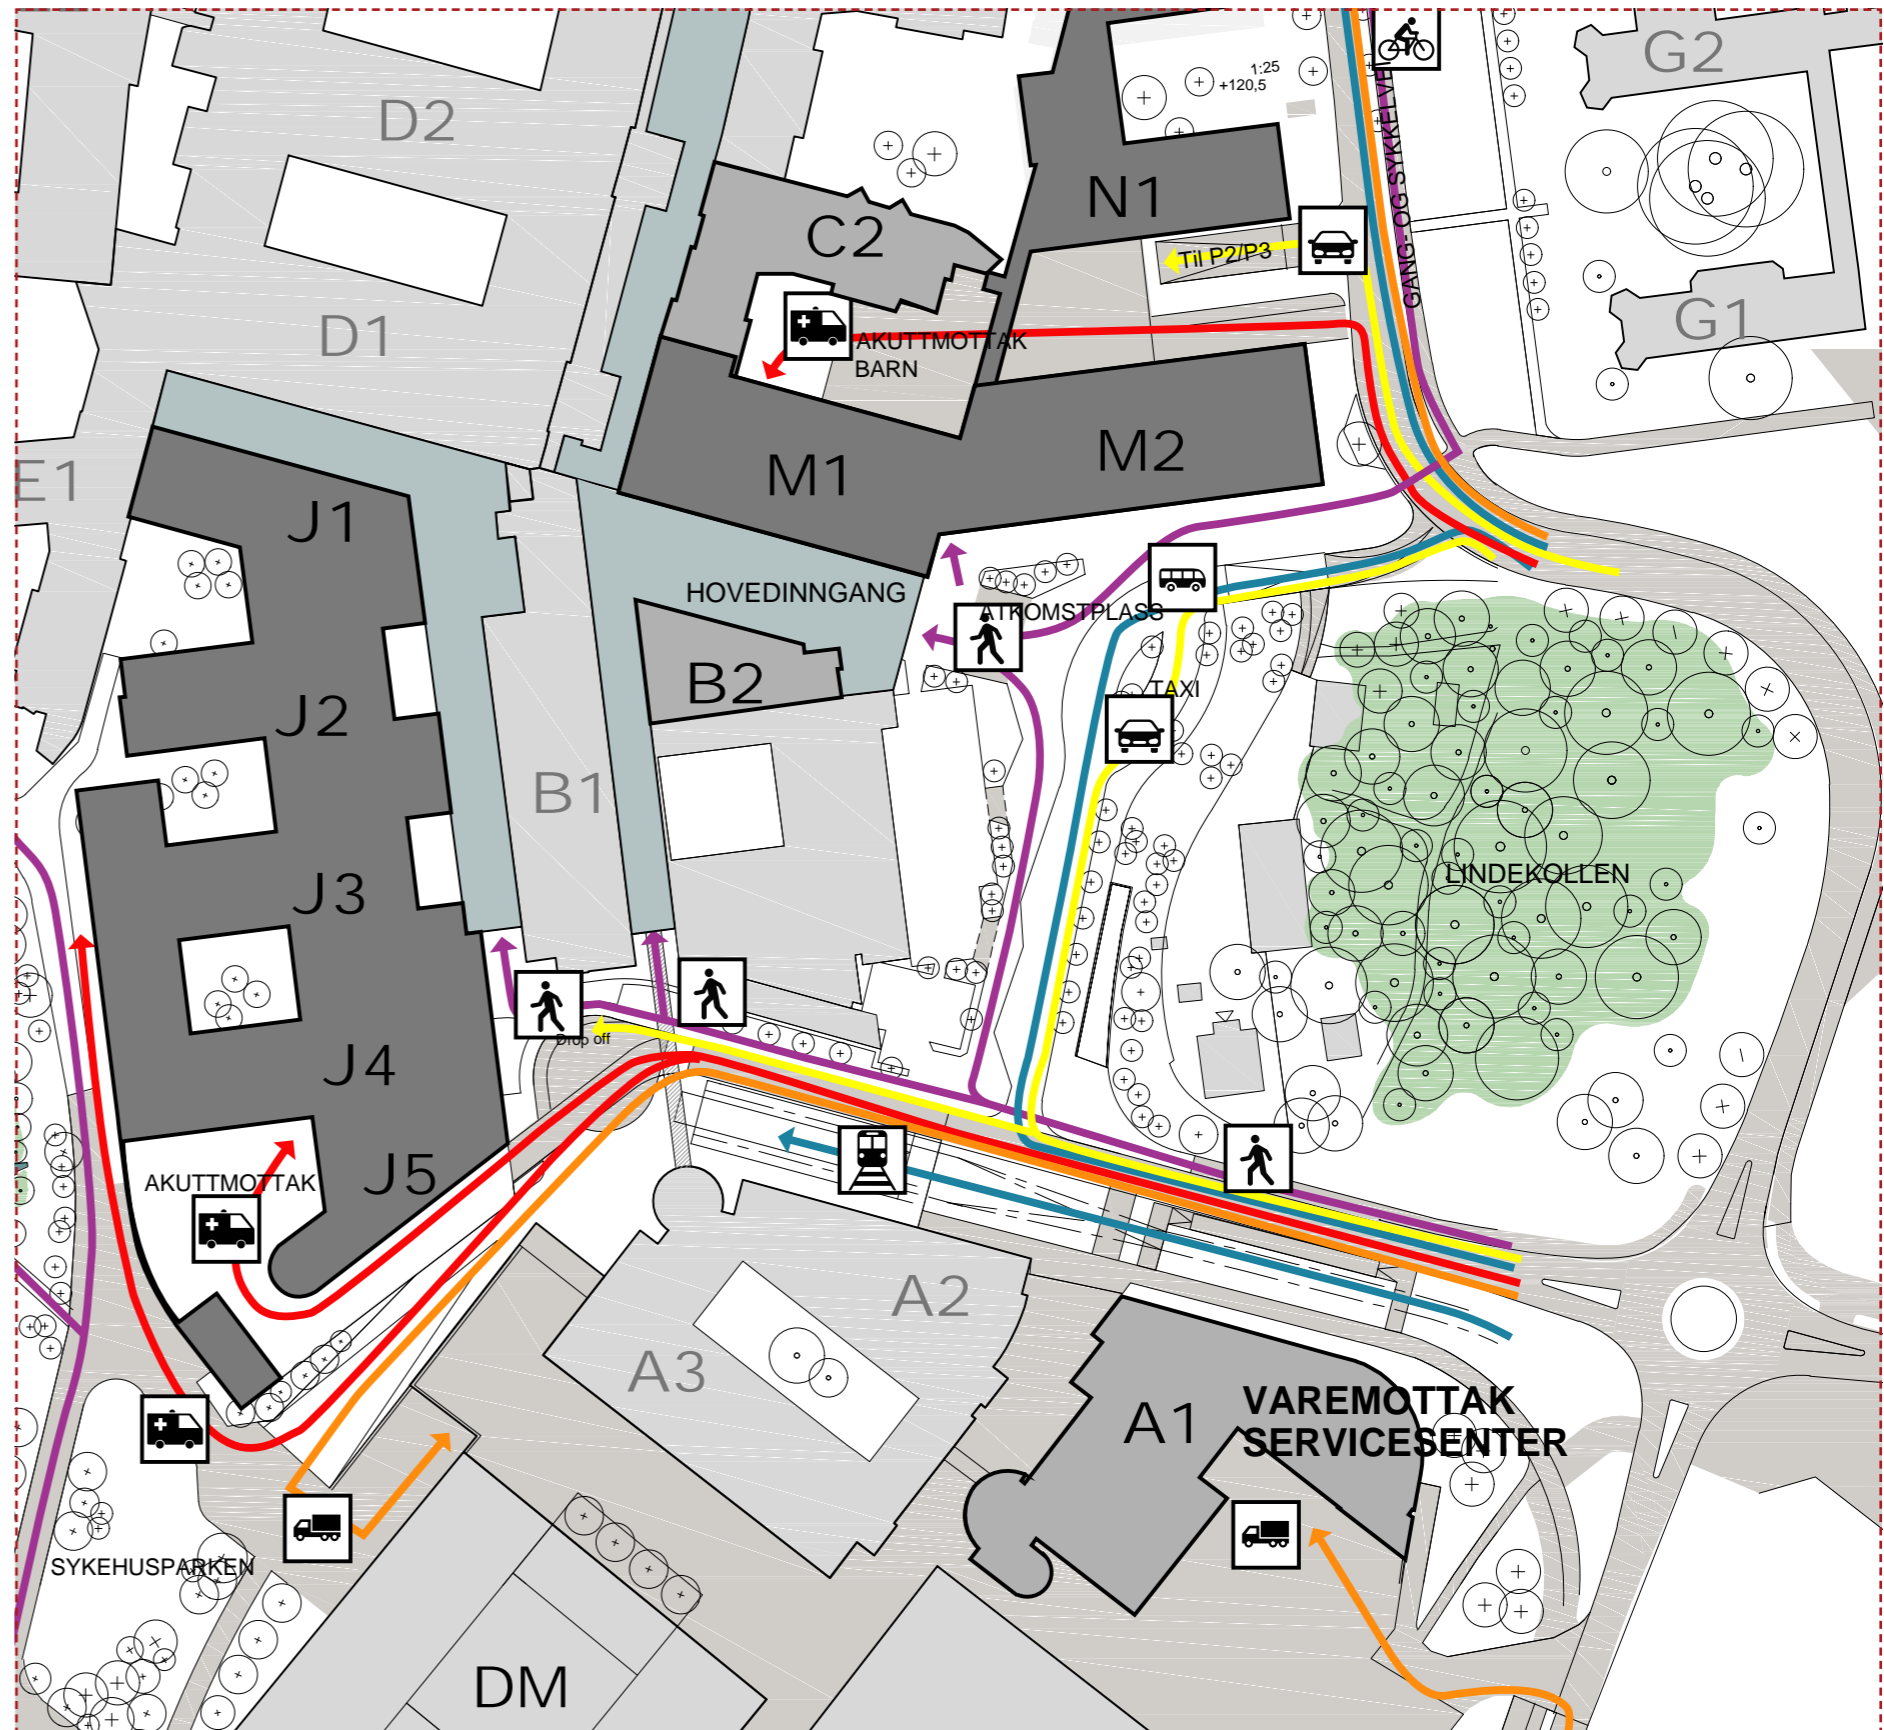 G2
1:25
+120,5
D2
GANG- OG SYKKELVEI
N1
C2
Til P2/P3
G1
D1
AKUTTMOTTAK
BARN
M2
M1
E1
J1
HOVEDINNGANG
ATKOMSTPLASS
B2
TAXI
J2
B1
LINDEKOLLEN
J3
Drop off
J4
J5
AKUTTMOTTAK
A2
A3
A1
VAREMOTTAK
SERVICESENTER
SYKEHUSPARKEN
DM